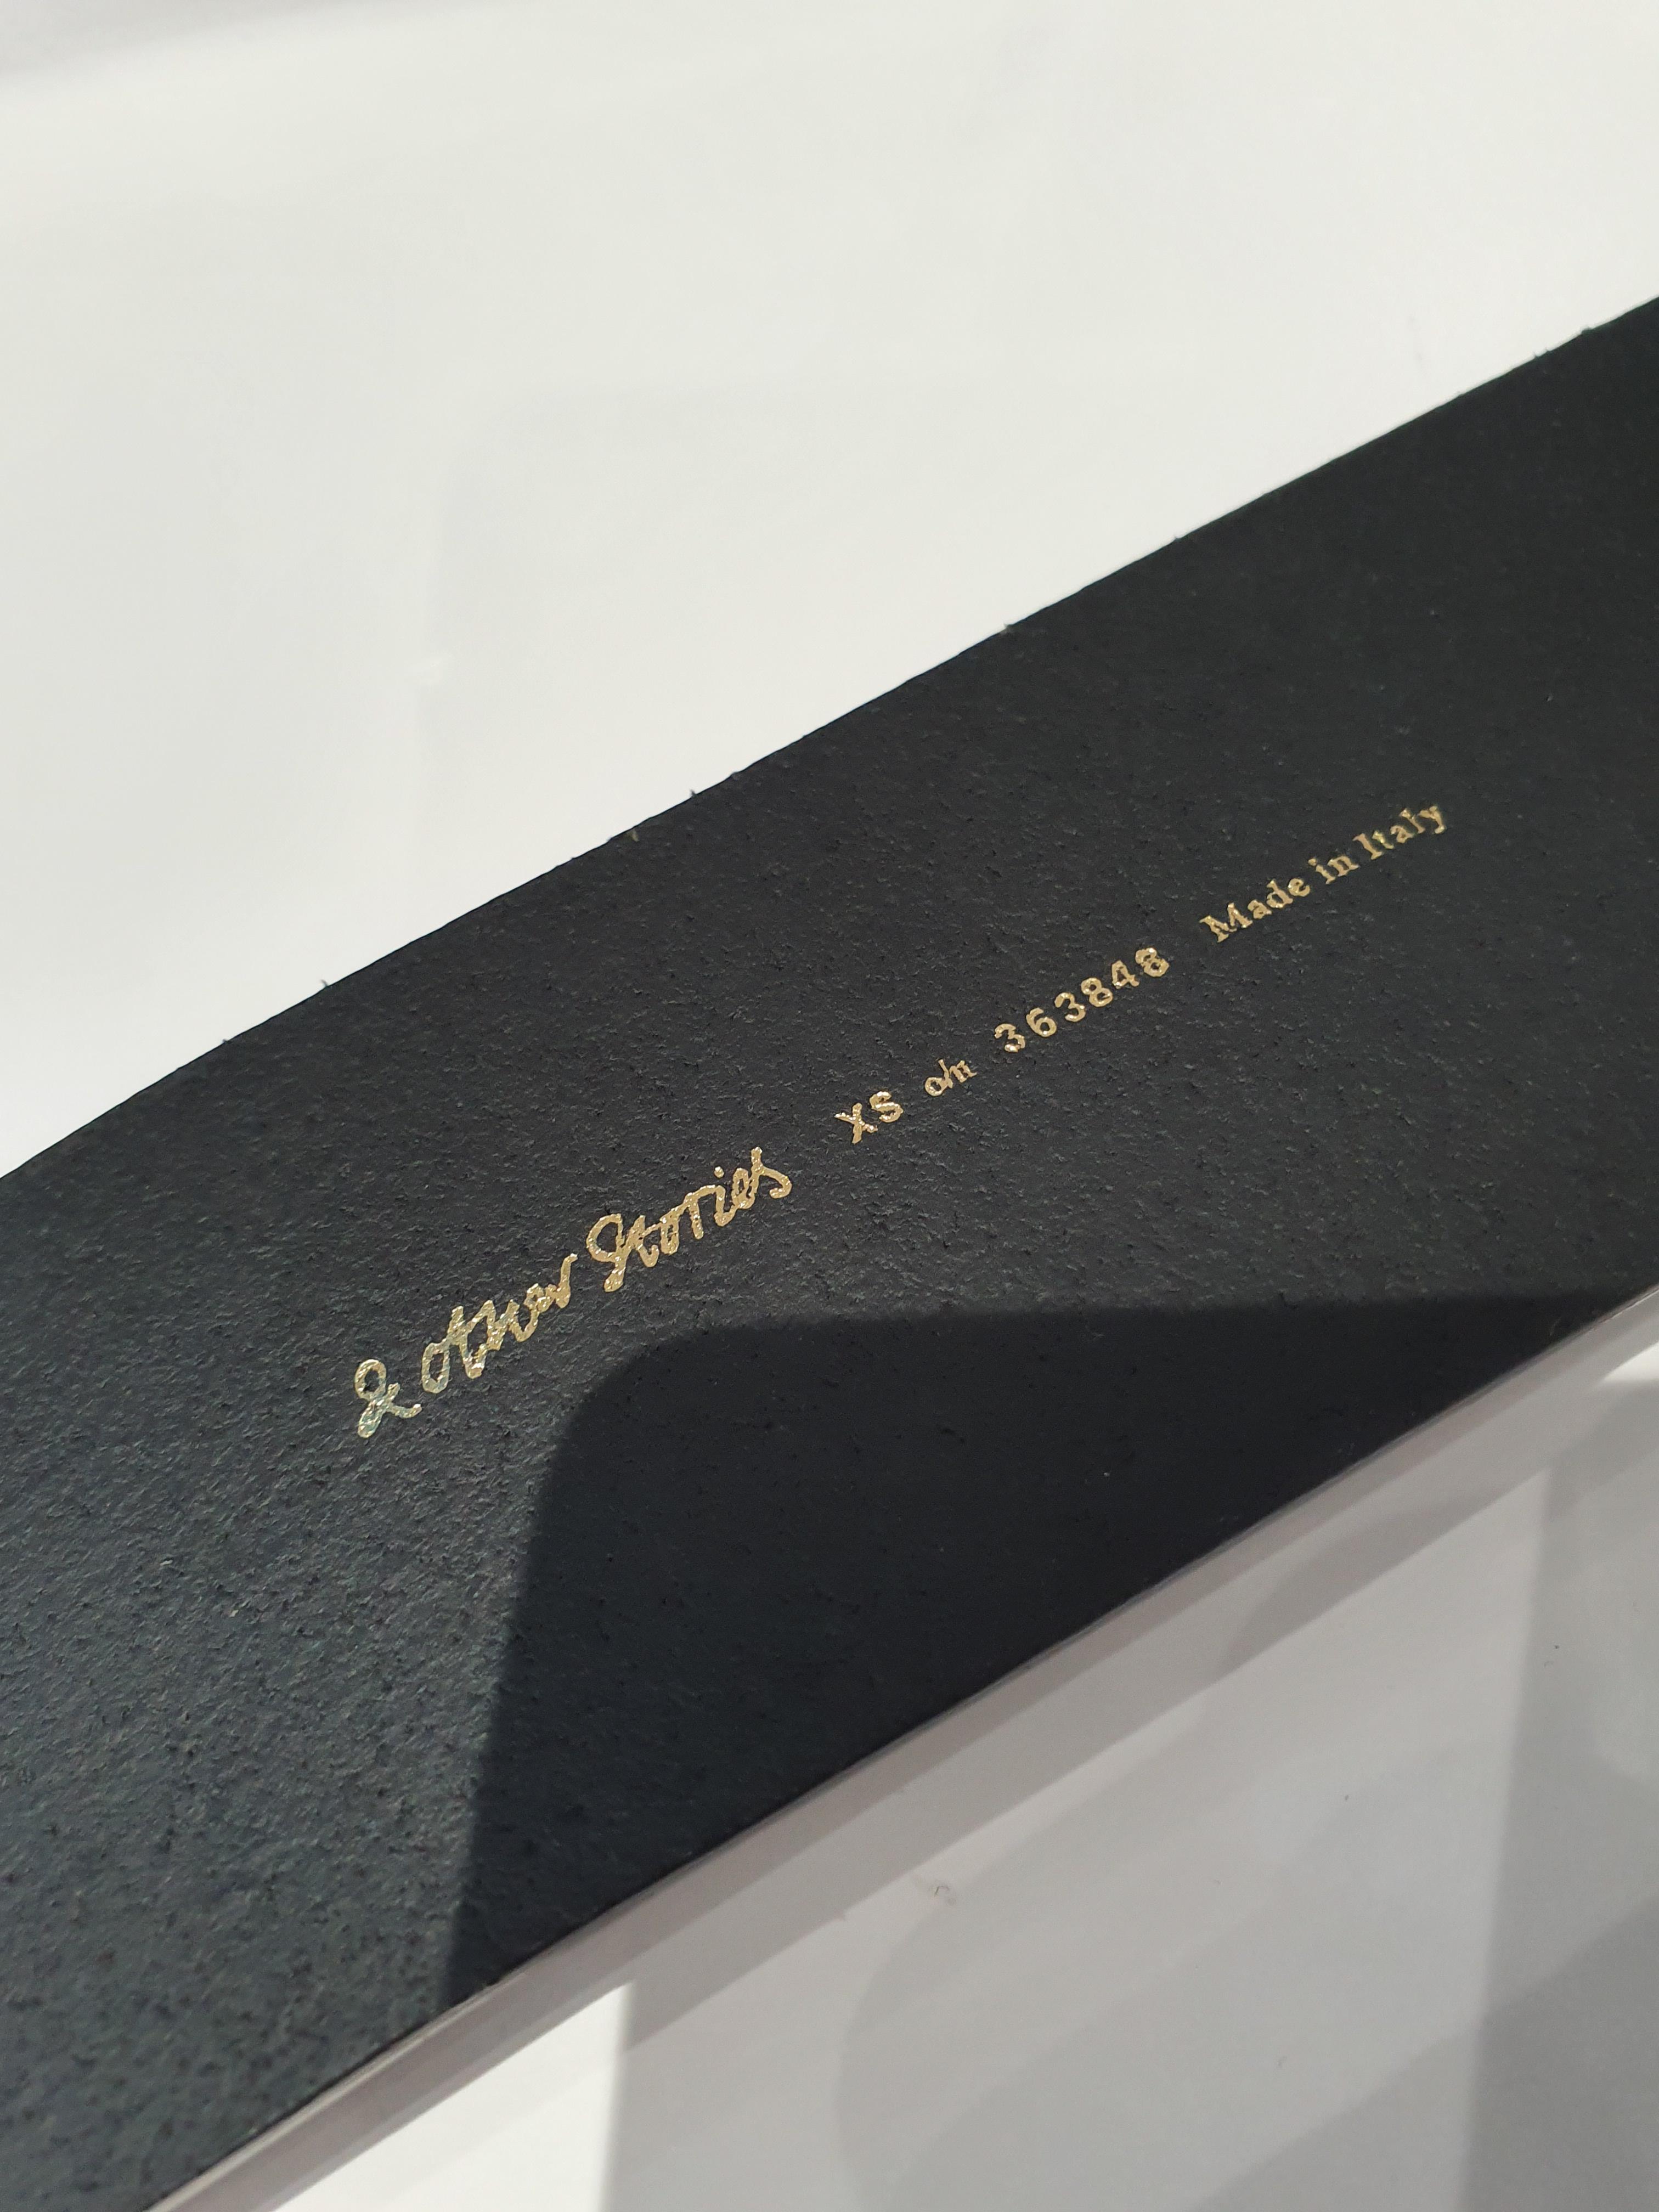 & Other Stories XS o/n 363848 Made in Italy